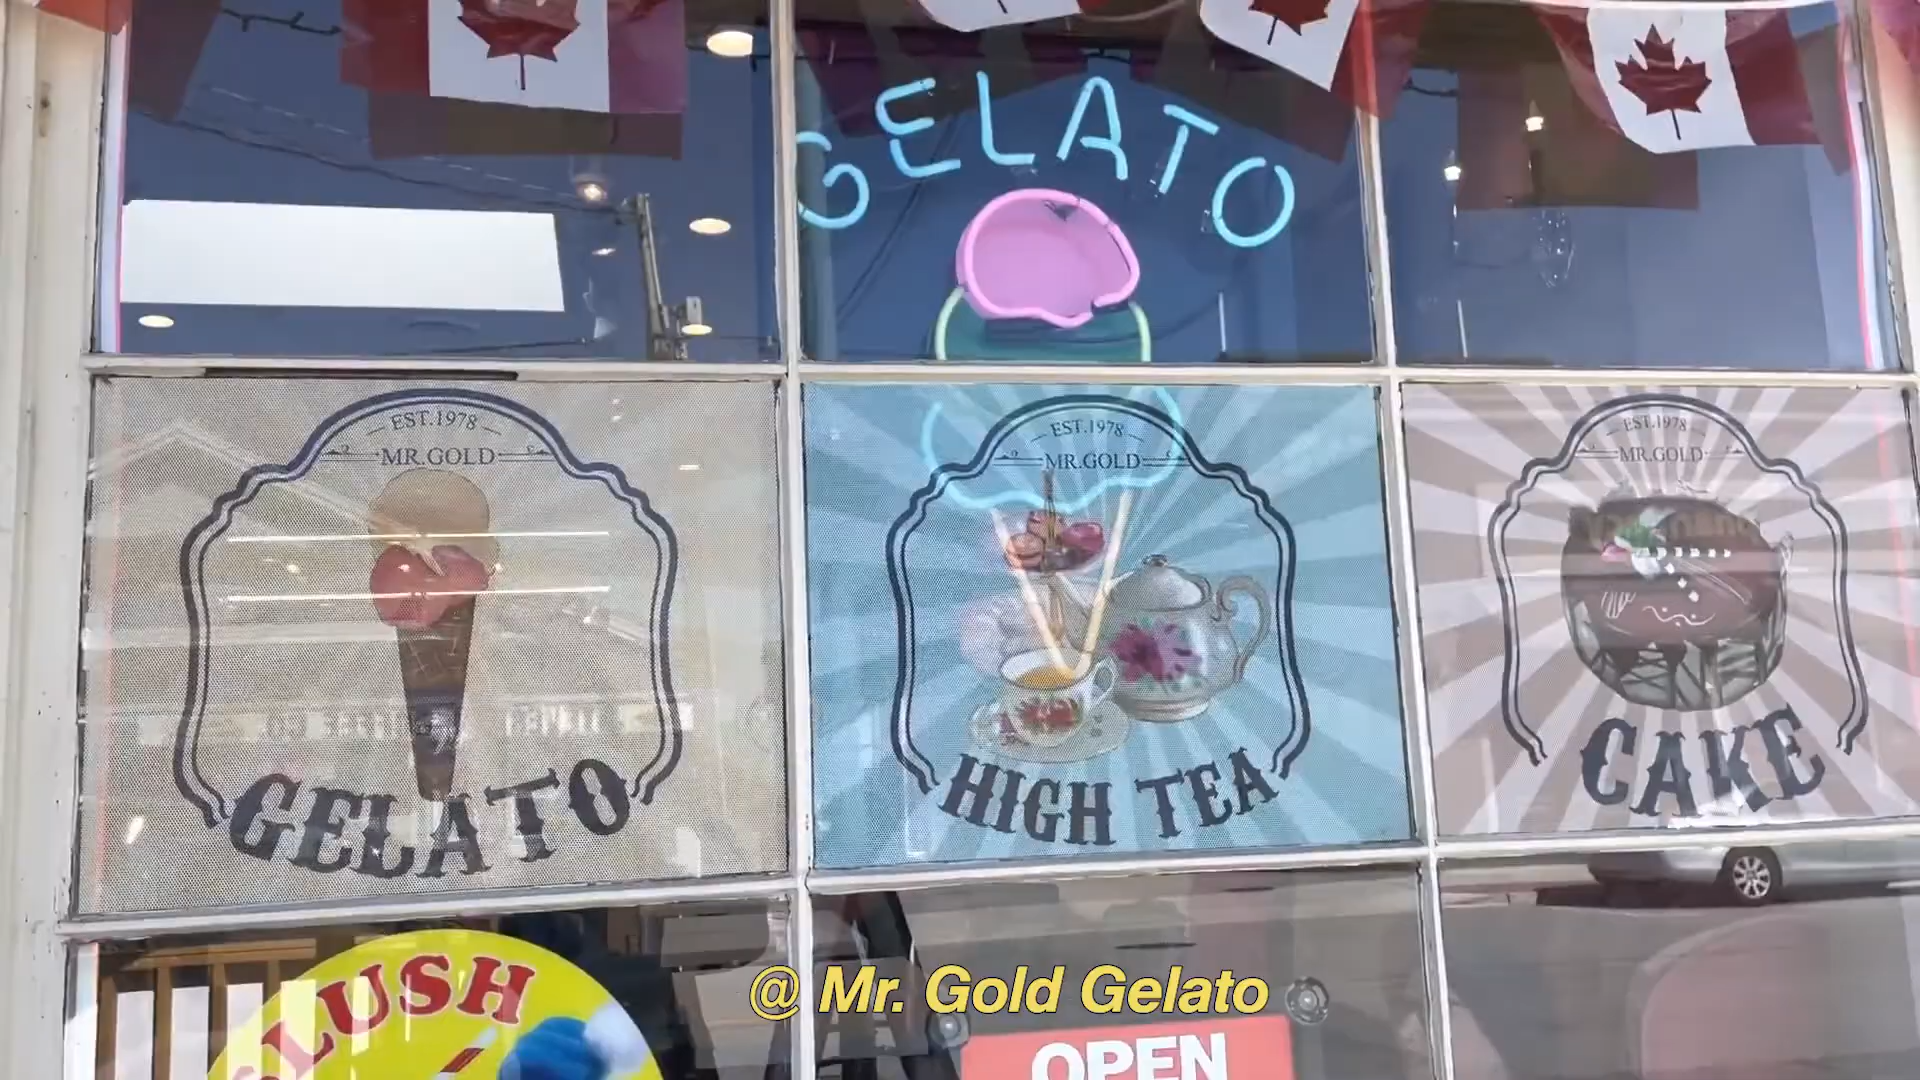 GELATO
EST.1978
MR.GOLD
GELATO
EST.1978
MR.GOLD
HIGH TEA
EST.1978
MR.GOLD
CAKE
SLUSH
@ Mr. Gold Gelato
OPEN